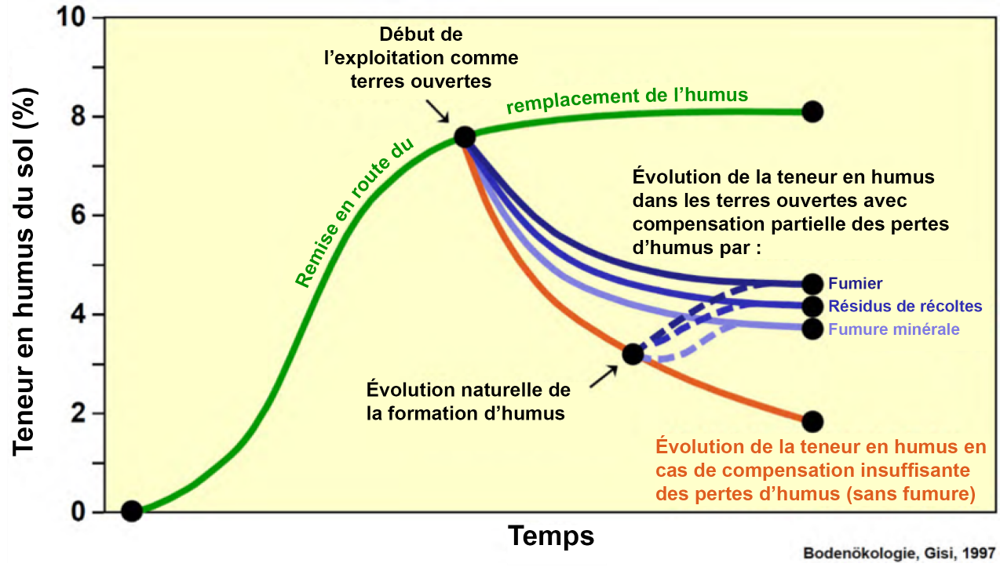 10
8
6
4
2
0
Teneur en humus du sol (%)
Début de
l’exploitation comme
terres ouvertes
Remise en route du
remplacement de l’humus
Évolution de la teneur en humus
dans les terres ouvertes avec
compensation partielle des pertes
d’humus par :
Fumier
Résidus de récoltes
Fumure minérale
Évolution naturelle de
la formation d’humus
Évolution de la teneur en humus en
cas de compensation insuffisante
des pertes d’humus (sans fumure)
Temps
Bodenökologie, Gisi, 1997